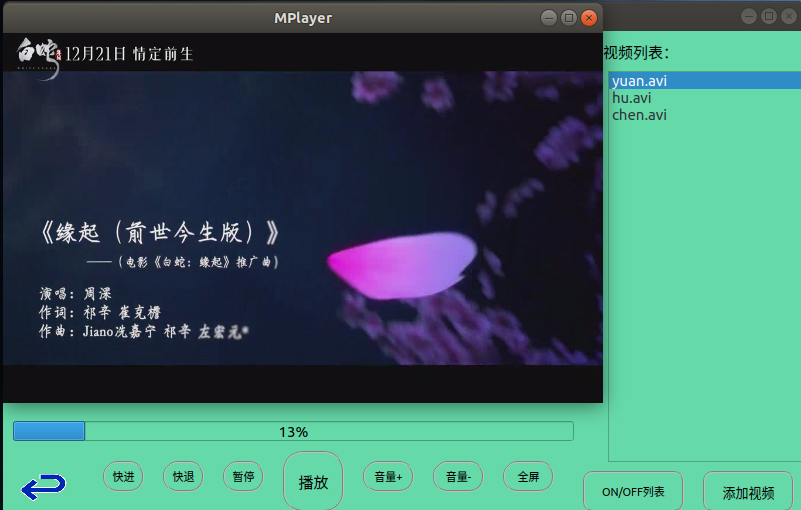 MPlayer
白蛇 12月21日 情定前生
视频列表：
yuan.avi
hu.avi
chen.avi
《缘起（前世今生版）》
——（电影《白蛇：缘起》推广曲）
演唱：周深
作词：祁辛 崔克檐
作曲：Jiano冼嘉宁 祁辛 左宏元*
13%
快进
快退
暂停
播放
音量+
音量-
全屏
ON/OFF列表
添加视频